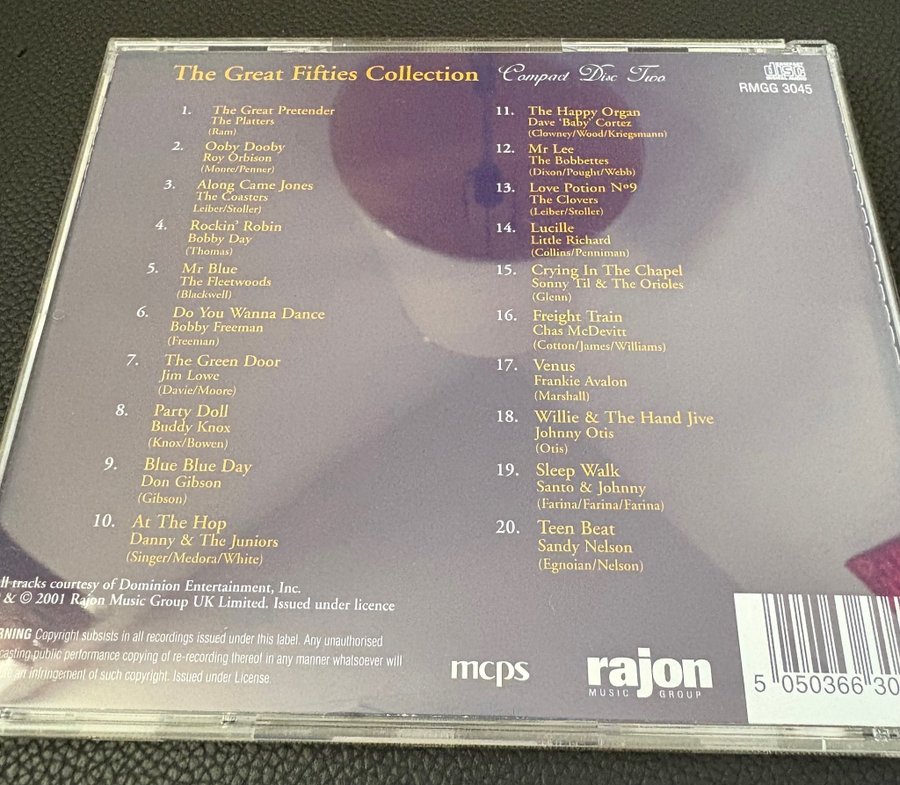 The Great Fifties Collection Compact Disc Two
COMPACT
disc
DIGITAL AUDIO
RMGG 3045
1. The Great Pretender
The Platters
(Ram)
2. Ooby Dooby
Roy Orbison
(Monte/Penner)
3. Along Came Jones
The Coasters
Leiber/Stoller)
4. Rockin' Robin
Bobby Day
(Thomas)
5. Mr Blue
The Fleetwoods
(Blackwell)
6. Do You Wanna Dance
Bobby Freeman
(Freeman)
7. The Green Door
Jim Lowe
(Davie/Moore)
8. Party Doll
Buddy Knox
(Knox/Bowen)
9. Blue Blue Day
Don Gibson
(Gibson)
10. At The Hop
Danny & The Juniors
(Singer/Medora/White)
11. The Happy Organ
Dave 'Baby' Cortez
(Clowney/Wood/Kriegsmann)
12. Mr Lee
The Bobbettes
(Dixon/Pought/Webb)
13. Love Potion Nº9
The Clovers
(Leiber/Stoller)
14. Lucille
Little Richard
(Collins/Penniman)
15. Crying In The Chapel
Sonny Til & The Orioles
(Glenn)
16. Freight Train
Chas McDevitt
(Cotton/James/Williams)
17. Venus
Frankie Avalon
(Marshall)
18. Willie & The Hand Jive
Johnny Otis
(Otis)
19. Sleep Walk
Santo & Johnny
(Farina/Farina/Farina)
20. Teen Beat
Sandy Nelson
(Egnoian/Nelson)
ll tracks courtesy of Dominion Entertainment, Inc.
& © 2001 Rajon Music Group UK Limited. Issued under licence
RNING Copyright subsists in all recordings issued under this label. Any unauthorised
casting public performance copying of re-recording thereof in any manner whatsoever will
an infringement of such copyright. Issued under License
mcps
rajon
MUSIC GROUP
5 050366 30